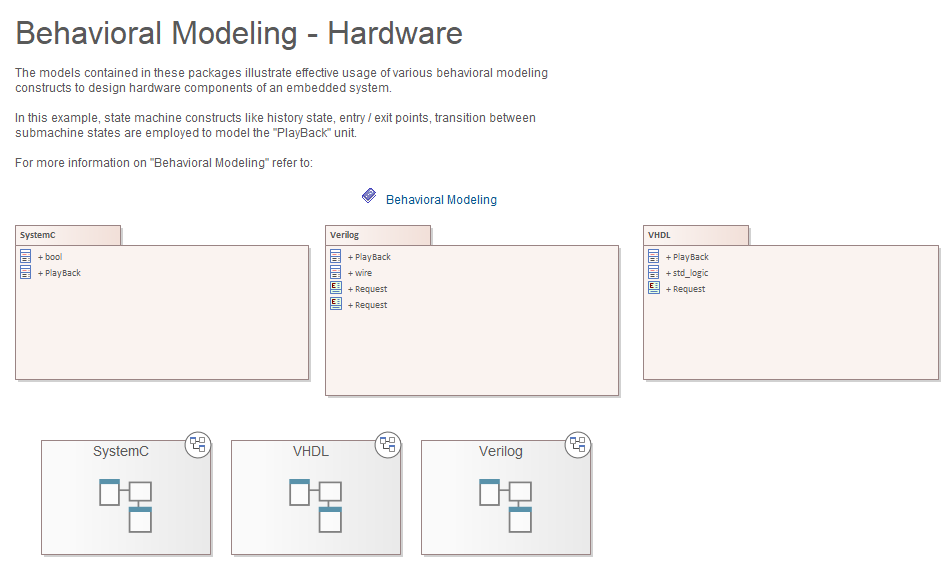 Behavioral Modeling - Hardware
The models contained in these packages illustrate effective usage of various behavioral modeling
constructs to design hardware components of an embedded system.
In this example, state machine constructs like history state, entry / exit points, transition between
submachine states are employed to model the "PlayBack" unit.
For more information on "Behavioral Modeling" refer to:
Behavioral Modeling
SystemC
+ bool
+ PlayBack
Verilog
+ PlayBack
+ wire
+ Request
+ Request
VHDL
+ PlayBack
+ std_logic
+ Request
SystemC
VHDL
Verilog